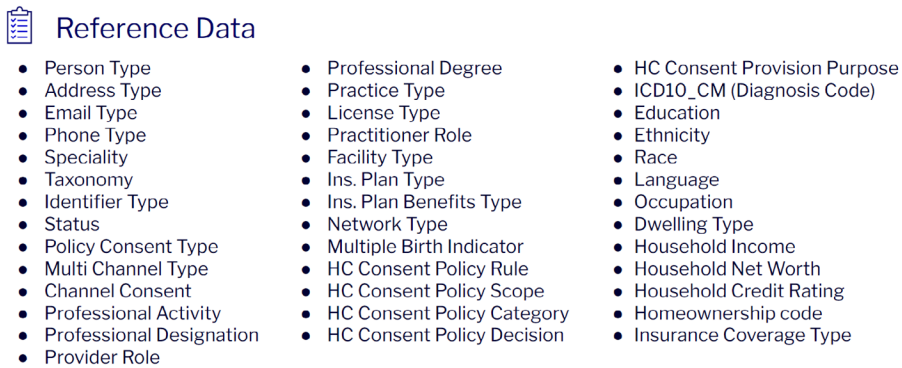 Reference Data
● Person Type
● Address Type
● Email Type
● Phone Type
● Speciality
● Taxonomy
● Identifier Type
● Status
● Policy Consent Type
● Multi Channel Type
● Channel Consent
● Professional Activity
● Professional Designation
● Provider Role
● Professional Degree
● Practice Type
● License Type
● Practitioner Role
● Facility Type
● Ins. Plan Type
● Ins. Plan Benefits Type
● Network Type
● Multiple Birth Indicator
● HC Consent Policy Rule
● HC Consent Policy Scope
● HC Consent Policy Category
● HC Consent Policy Decision
● HC Consent Provision Purpose
● ICD10_CM (Diagnosis Code)
● Education
● Ethnicity
● Race
● Language
● Occupation
● Dwelling Type
● Household Income
● Household Net Worth
● Household Credit Rating
● Homeownership code
● Insurance Coverage Type